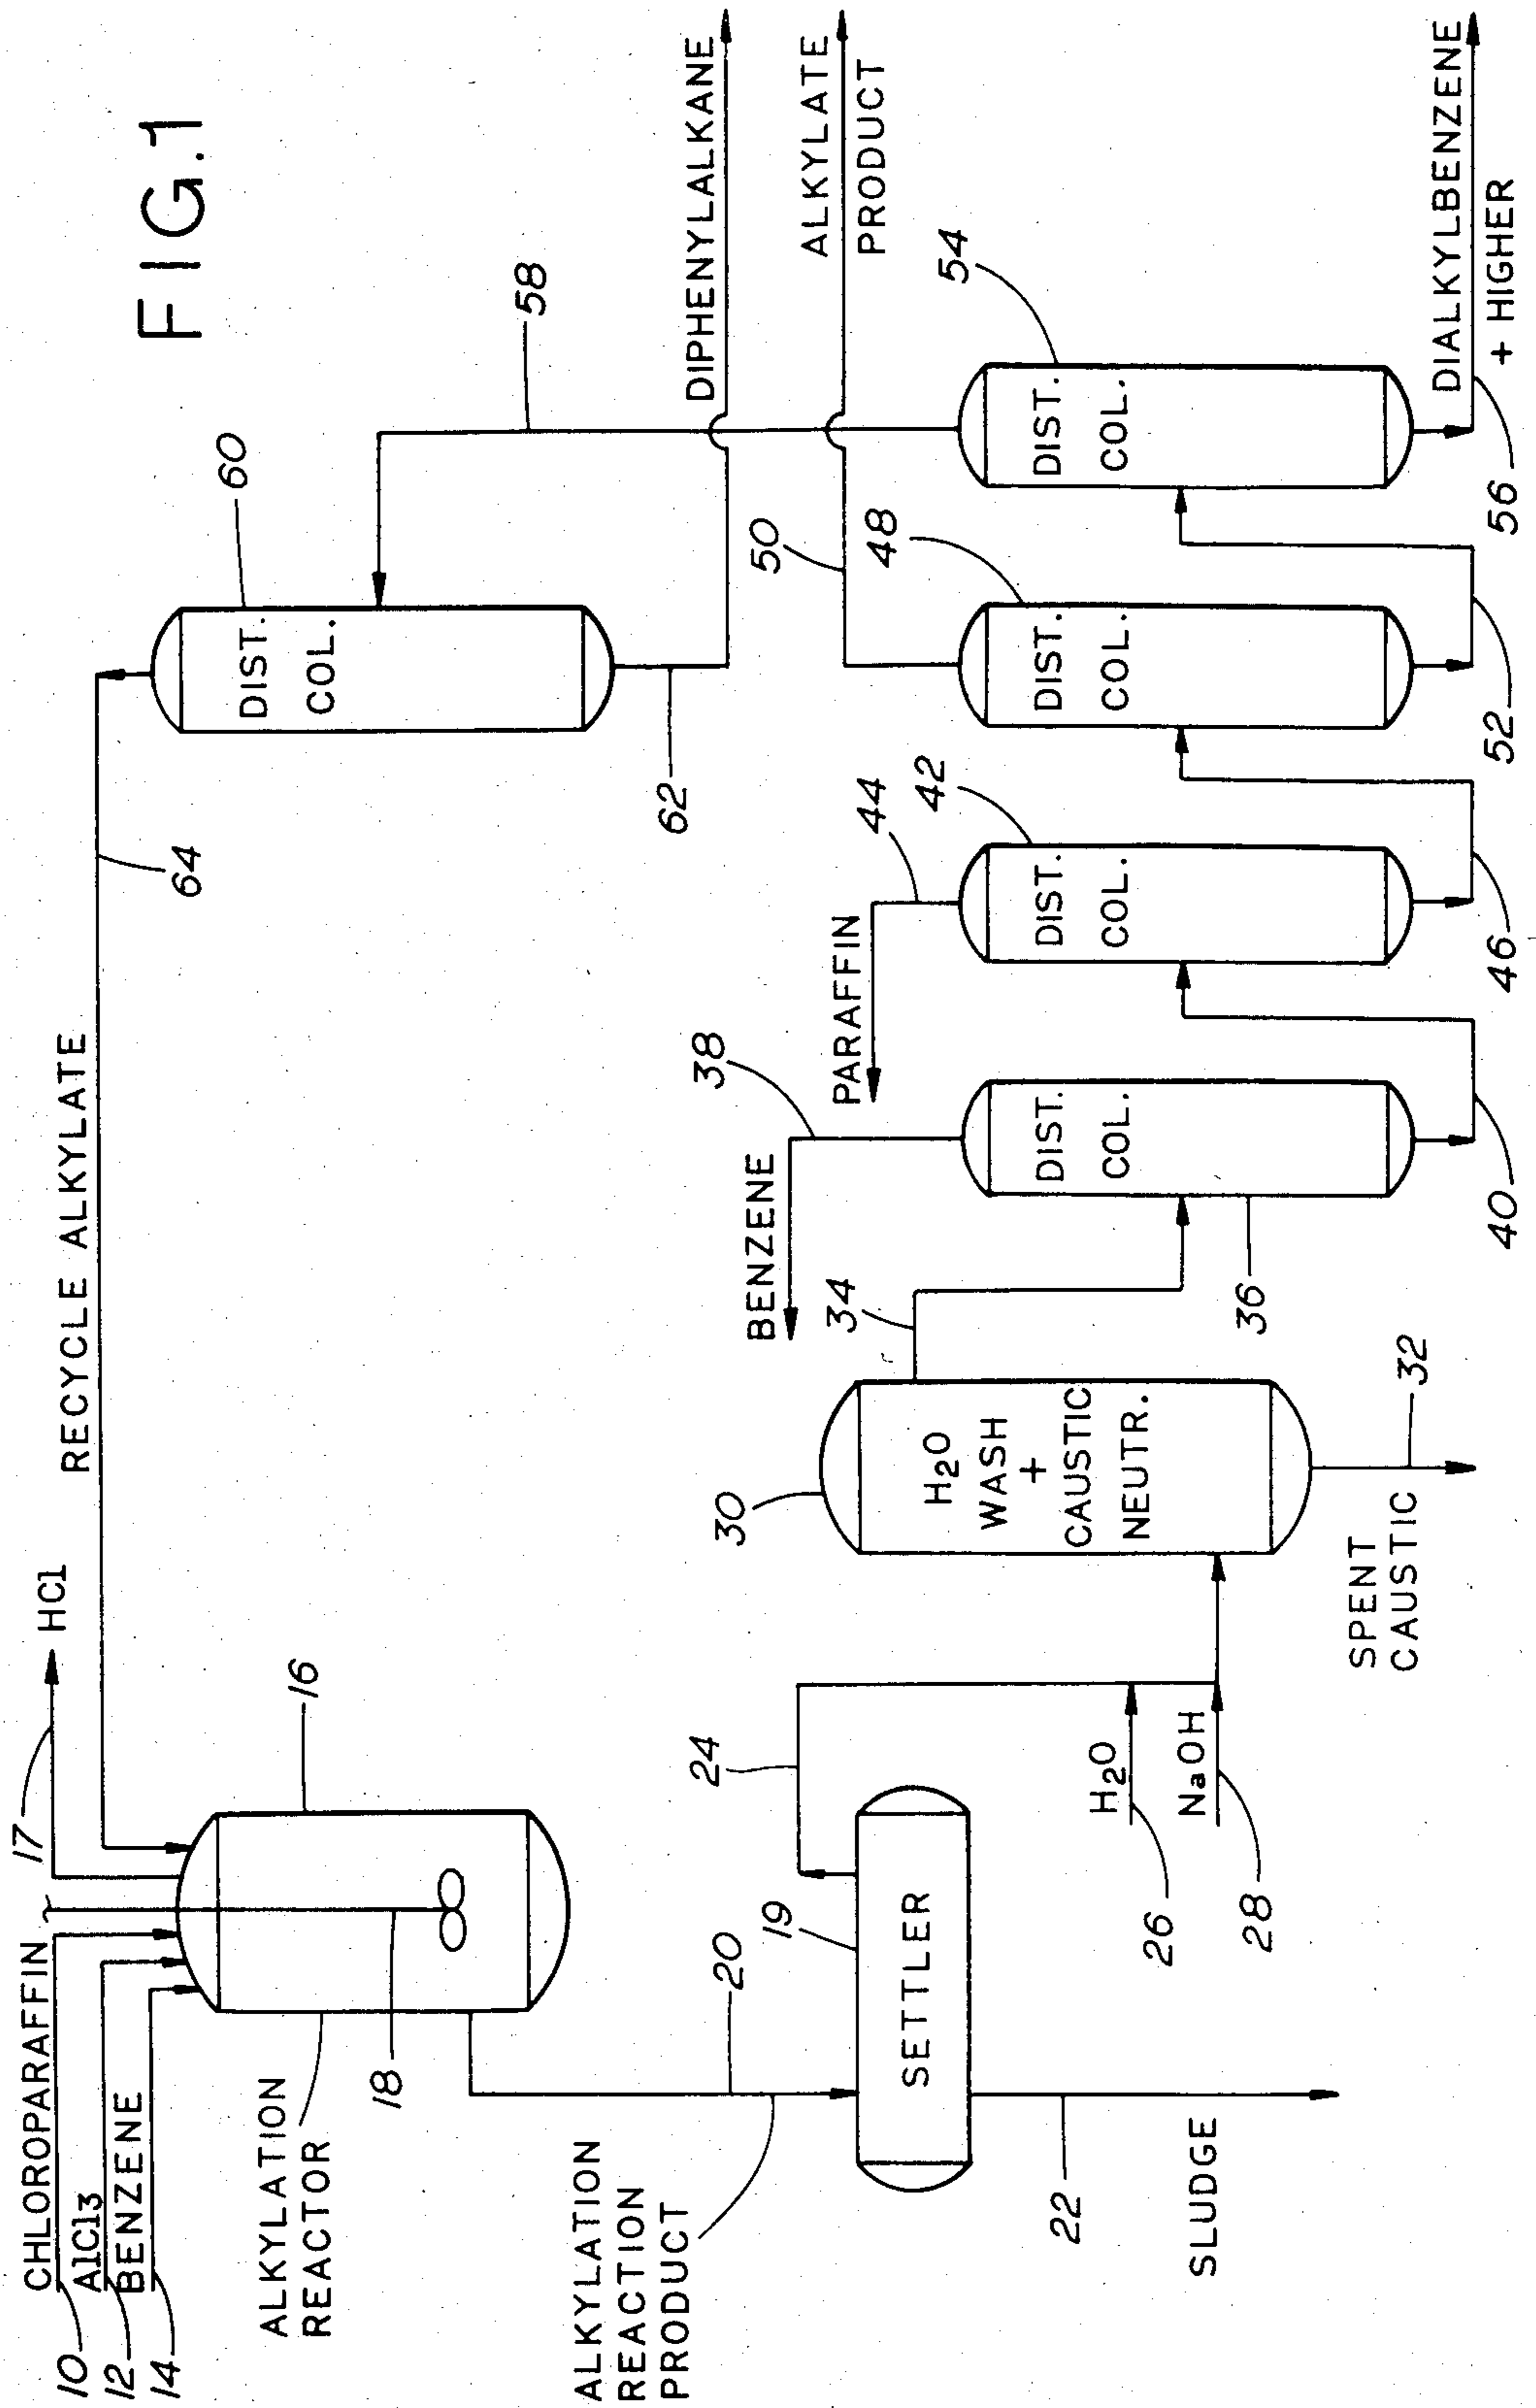 FIG.1
17
HCl
RECYCLE ALKYLATE
64
10
CHLOROPARAFFIN
12
AlCl3
14
BENZENE
16
ALKYLATION
REACTOR
18
60
DIST.
COL.
58
62
DIPHENYLALKANE
ALKYLATION
REACTION
PRODUCT
20
19
SETTLER
24
22
SLUDGE
H2O
26
NaOH
28
30
H2O
WASH
+
CAUSTIC
NEUTR.
SPENT
CAUSTIC
32
34
BENZENE
38
36
DIST.
COL.
40
PARAFFIN
44
42
DIST.
COL.
46
50
48
DIST.
COL.
52
ALKYLATE
PRODUCT
54
DIST.
COL.
56
DIALKYLBENZENE
+ HIGHER